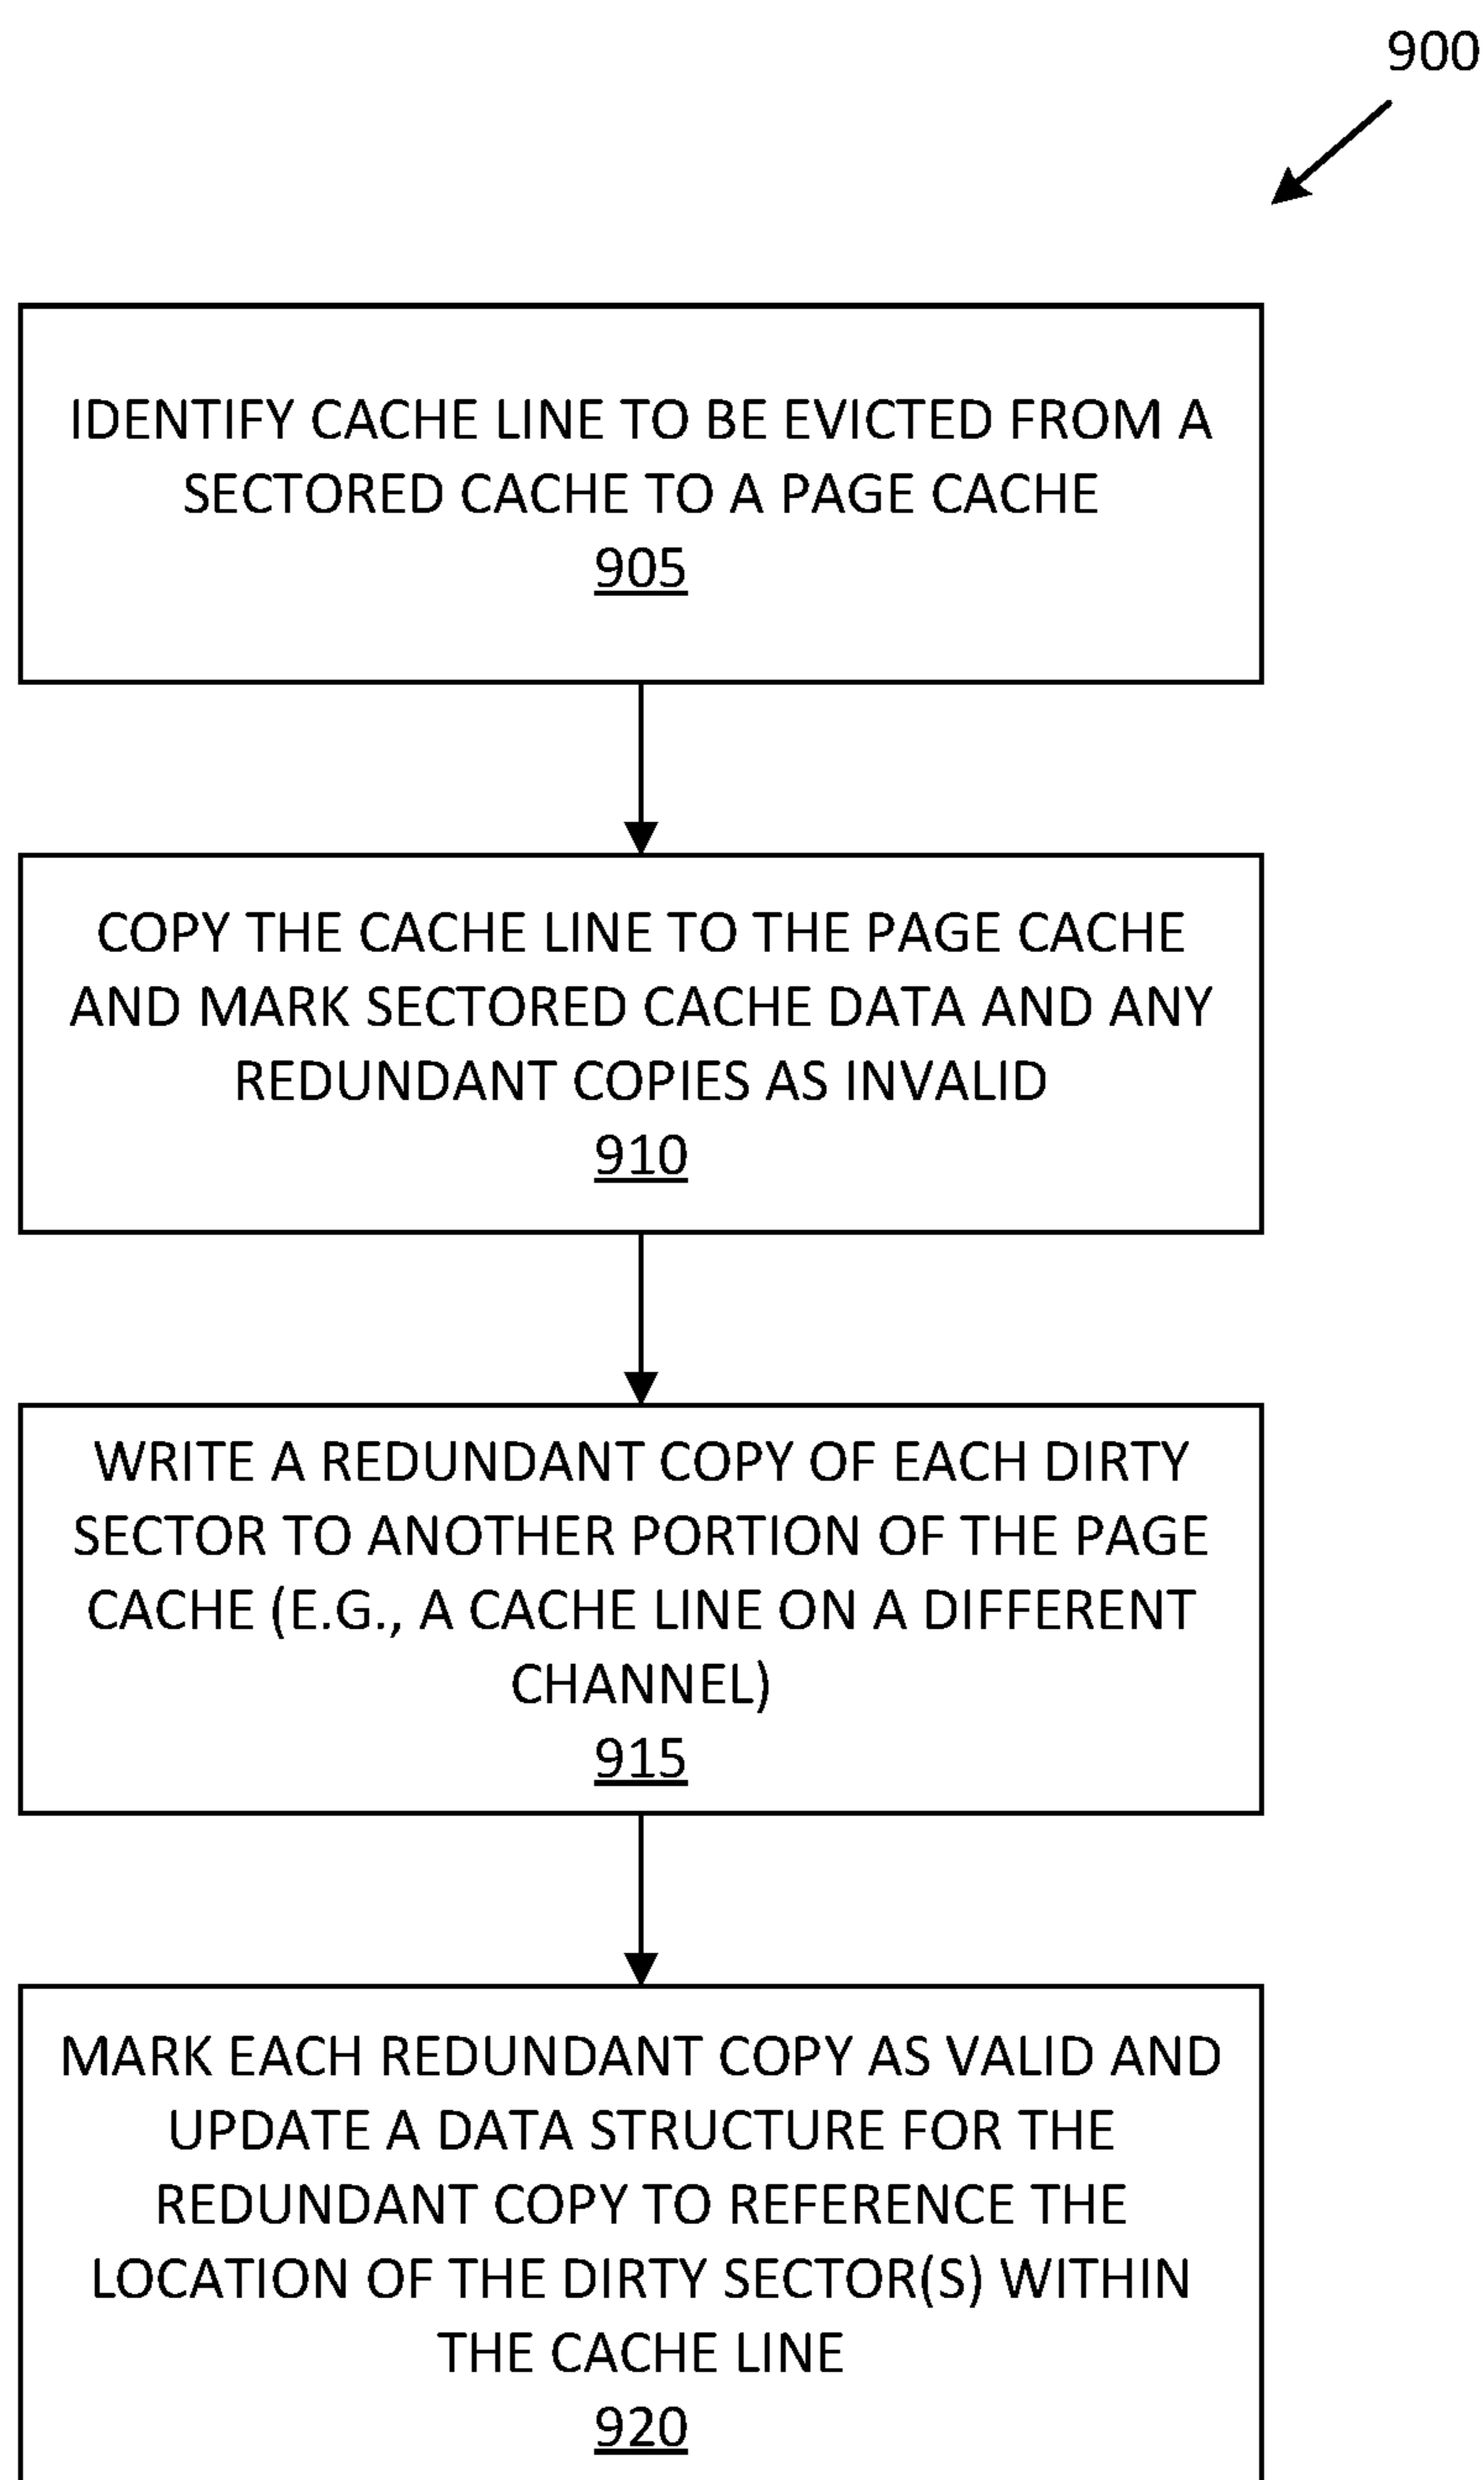 900
IDENTIFY CACHE LINE TO BE EVICTED FROM A
SECTORED CACHE TO A PAGE CACHE
905
COPY THE CACHE LINE TO THE PAGE CACHE
AND MARK SECTORED CACHE DATA AND ANY
REDUNDANT COPIES AS INVALID
910
WRITE A REDUNDANT COPY OF EACH DIRTY
SECTOR TO ANOTHER PORTION OF THE PAGE
CACHE (E.G., A CACHE LINE ON A DIFFERENT
CHANNEL)
915
MARK EACH REDUNDANT COPY AS VALID AND
UPDATE A DATA STRUCTURE FOR THE
REDUNDANT COPY TO REFERENCE THE
LOCATION OF THE DIRTY SECTOR(S) WITHIN
THE CACHE LINE
920